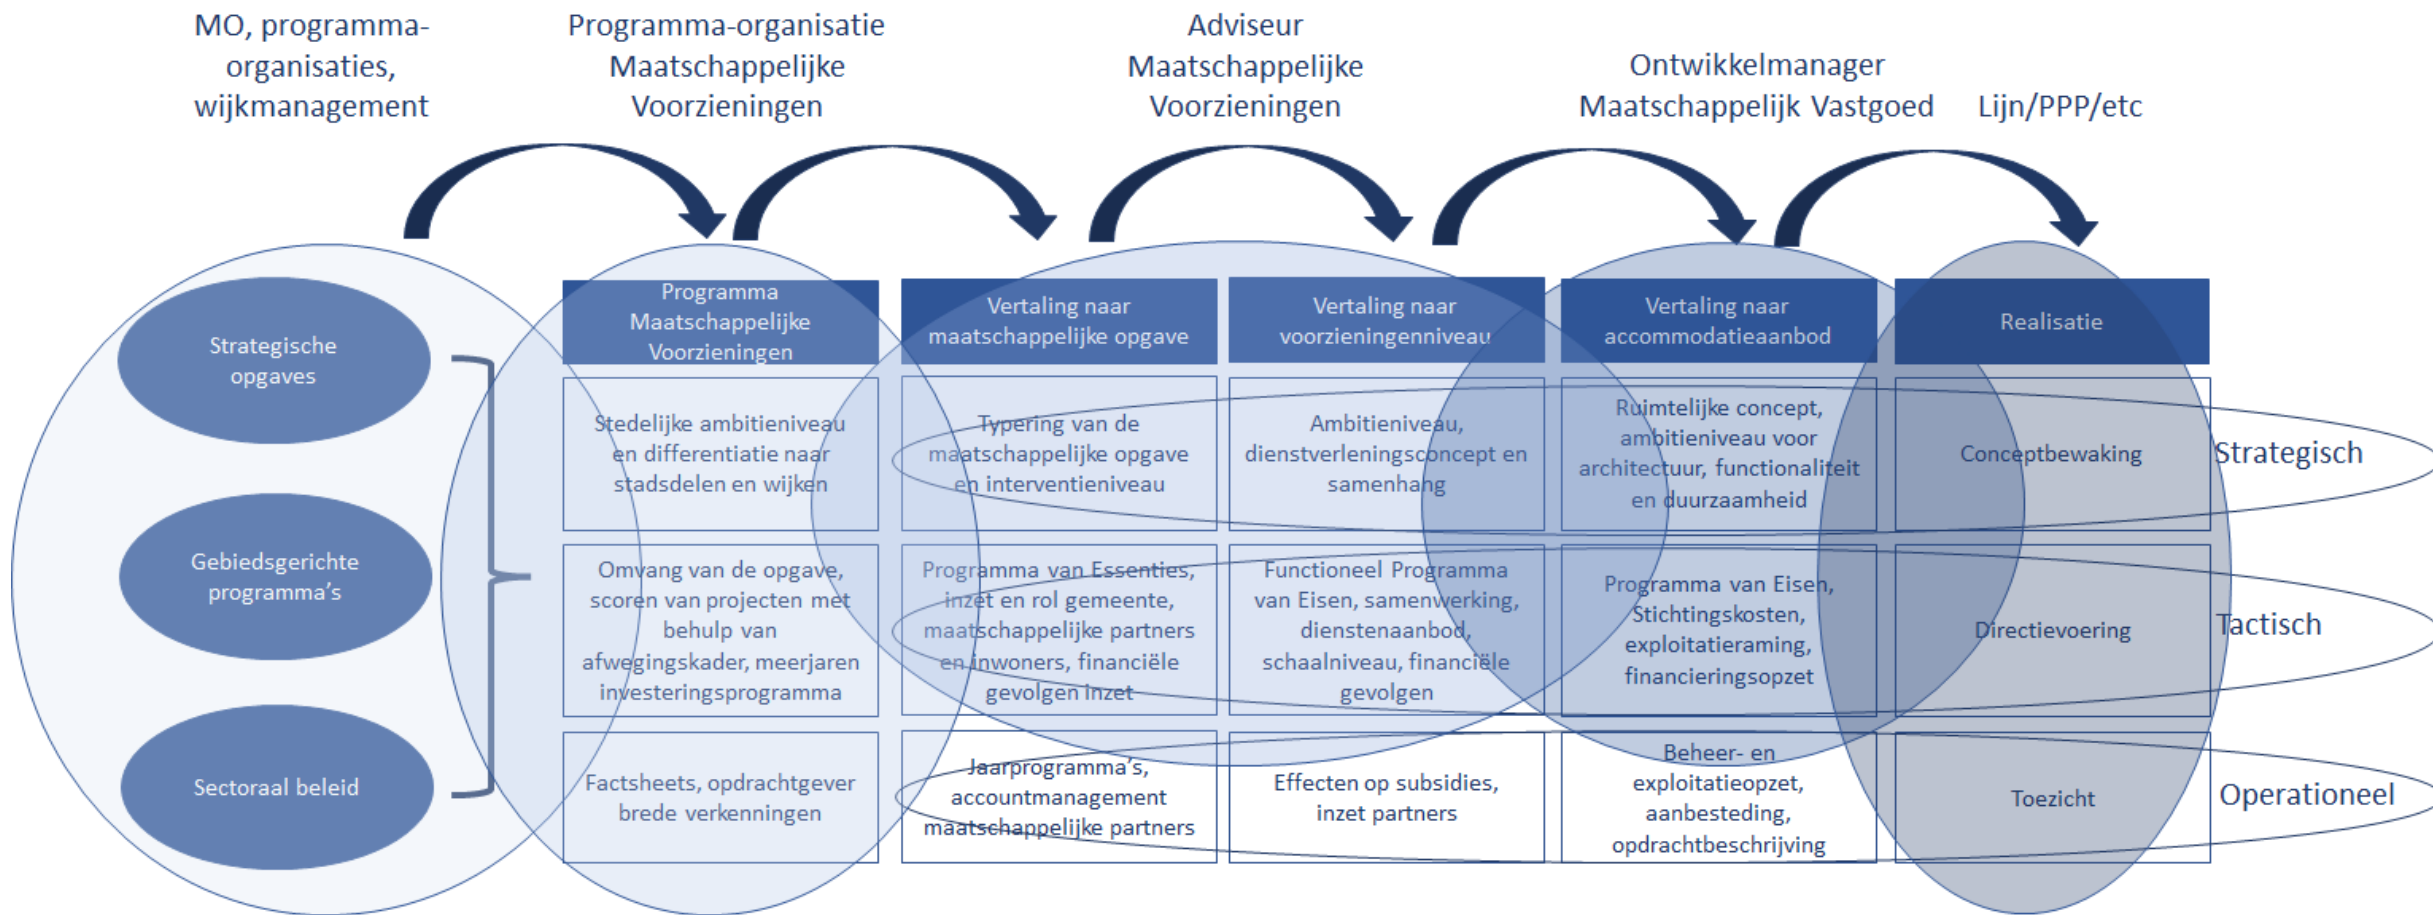 MO, programma-
organisaties,
wijkmanagement
Programma-organisatie
Maatschappelijke
Voorzieningen
Adviseur
Maatschappelijke
Voorzieningen
Ontwikkelmanager
Maatschappelijk Vastgoed
Lijn/PPP/etc
Strategische
opgaves
Gebiedsgerichte
programma's
Sectoraal beleid
Programma
Maatschappelijke
Voorzieningen
Vertaling naar
maatschappelijke opgave
Vertaling naar
voorzieningenniveau
Vertaling naar
accommodatieaanbod
Realisatie
Stedelijke ambitieniveau
en differentiatie naar
stadsdelen en wijken
Typering van de
maatschappelijke opgave
en interventieniveau
Ambitieniveau,
dienstverleningsconcept en
samenhang
Ruimtelijke concept,
ambitieniveau voor
architectuur, functionaliteit
en duurzaamheid
Conceptbewaking
Strategisch
Omvang van de opgave,
scoren van projecten met
behulp van
afwegingskader, meerjaren
investeringsprogramma
Programma van Essenties,
inzet en rol gemeente,
maatschappelijke partners
en inwoners, financiële
gevolgen inzet
Functioneel Programma
van Eisen, samenwerking,
dienstenaanbod,
schaalniveau, financiële
gevolgen
Programma van Eisen,
Stichtingskosten,
exploitatieraming,
financieringsopzet
Directievoering
Tactisch
Factsheets, opdrachtgever
brede verkenningen
Jaarprogramma's,
accountmanagement
maatschappelijke partners
Effecten op subsidies,
inzet partners
Beheer- en
exploitatieopzet,
aanbesteding,
opdrachtbeschrijving
Toezicht
Operationeel